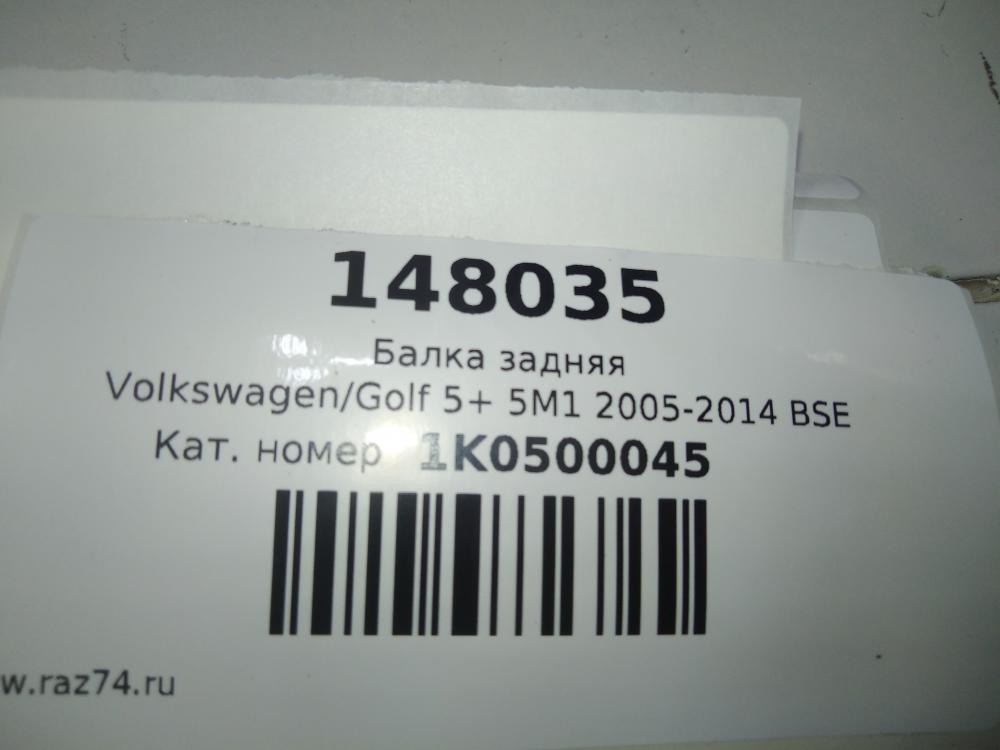 148035
Балка задняя
Volkswagen/Golf 5+ 5M1 2005-2014 BSE
Кат. номер 1K0500045
w.raz74.ru